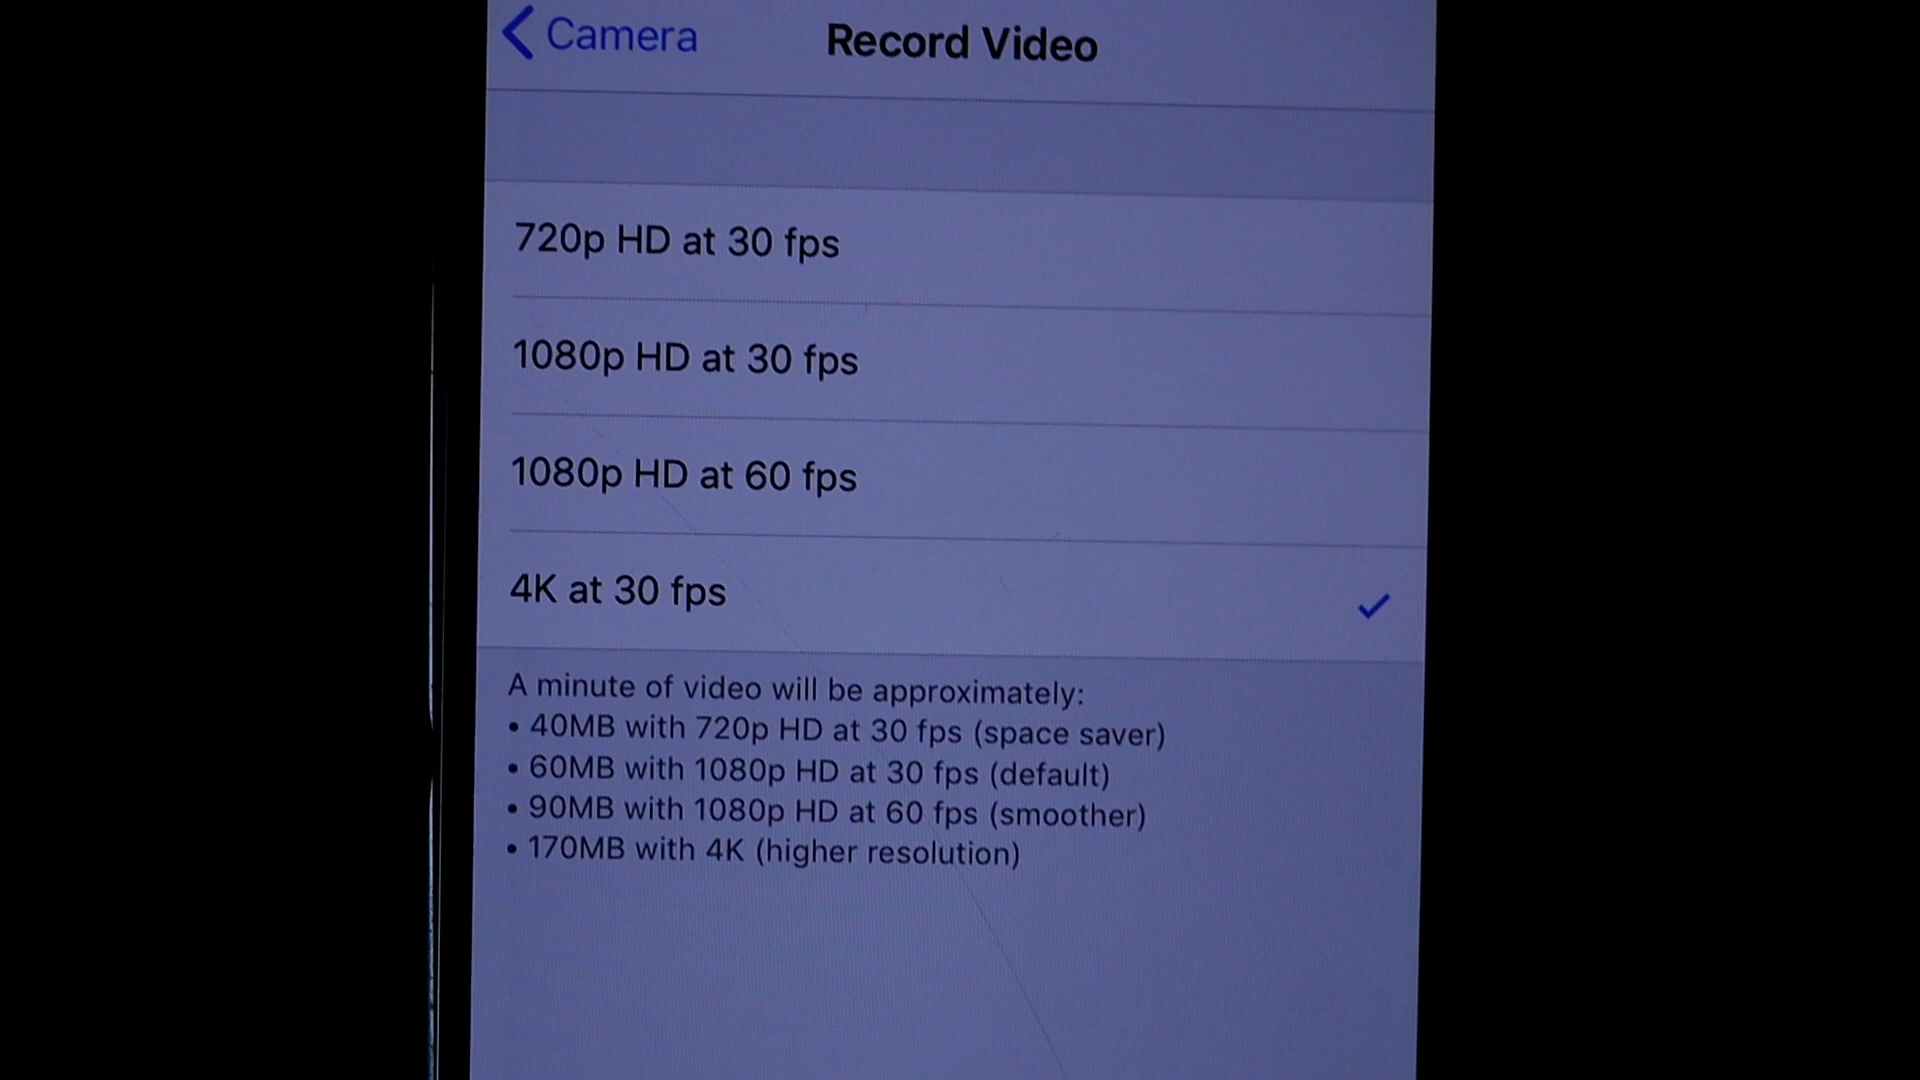 Camera
Record Video
720p HD at 30 fps
1080p HD at 30 fps
1080p HD at 60 fps
4K at 30 fps
A minute of video will be approximately:
• 40MB with 720p HD at 30 fps (space saver)
• 60MB with 1080p HD at 30 fps (default)
• 90MB with 1080p HD at 60 fps (smoother)
• 170MB with 4K (higher resolution)